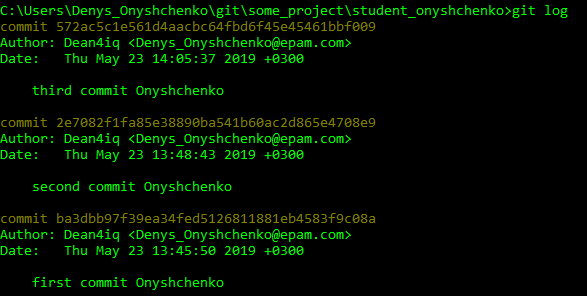 C:\Users\Denys_Onyshchenko\git\some_project\student_onyshchenko>git log
commit 572ac5c1e561d4aacbc64fbd6f45e45461bbf009
Author: Dean4iq <Denys_Onyshchenko@epam.com>
Date:   Thu May 23 14:05:37 2019 +0300
third commit Onyshchenko
commit 2e7082f1fa85e38890ba541b60ac2d865e4708e9
Author: Dean4iq <Denys_Onyshchenko@epam.com>
Date:   Thu May 23 13:48:43 2019 +0300
second commit Onyshchenko
commit ba3dbb97f39ea34fed5126811881eb4583f9c08a
Author: Dean4iq <Denys_Onyshchenko@epam.com>
Date:   Thu May 23 13:45:50 2019 +0300
first commit Onyshchenko